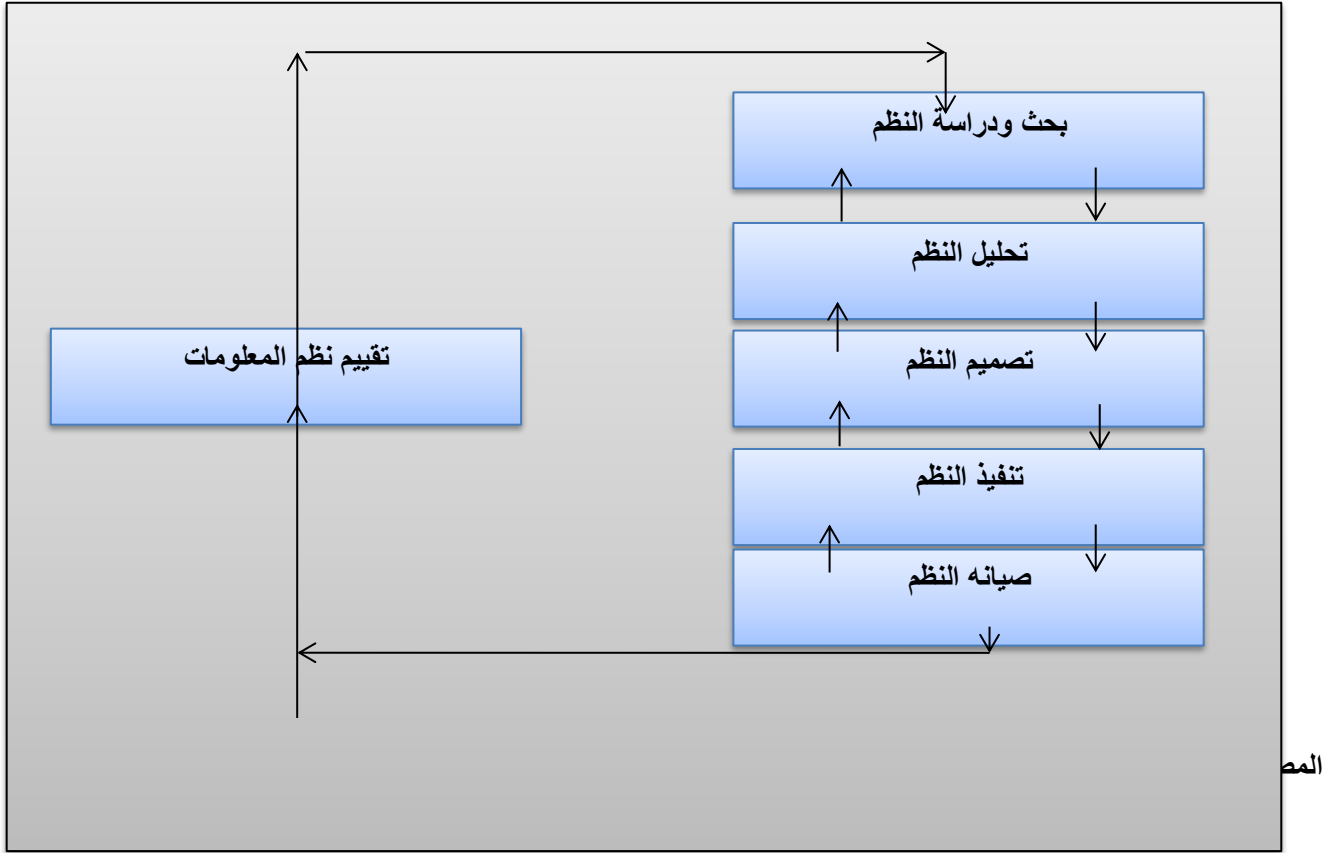 بحث ودراسة النظم
تحليل النظم
تصميم النظم
تقييم نظم المعلومات
تنفيذ النظم
صيانه النظم